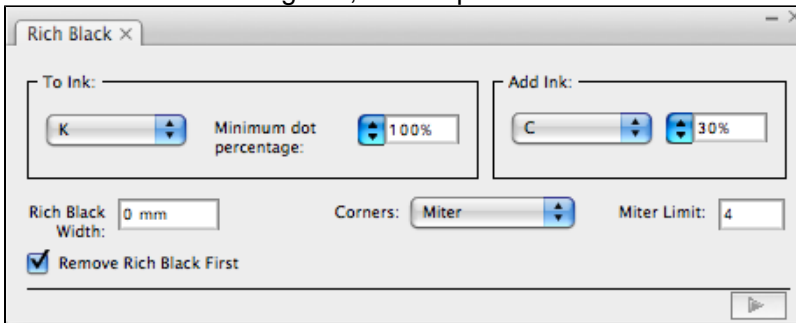 Rich Black ×
To Ink:
Add Ink:
K
Minimum dot
percentage:
100%
C
30%
Rich Black
Width:
0 mm
Corners:
Miter
Miter Limit:
4
Remove Rich Black First